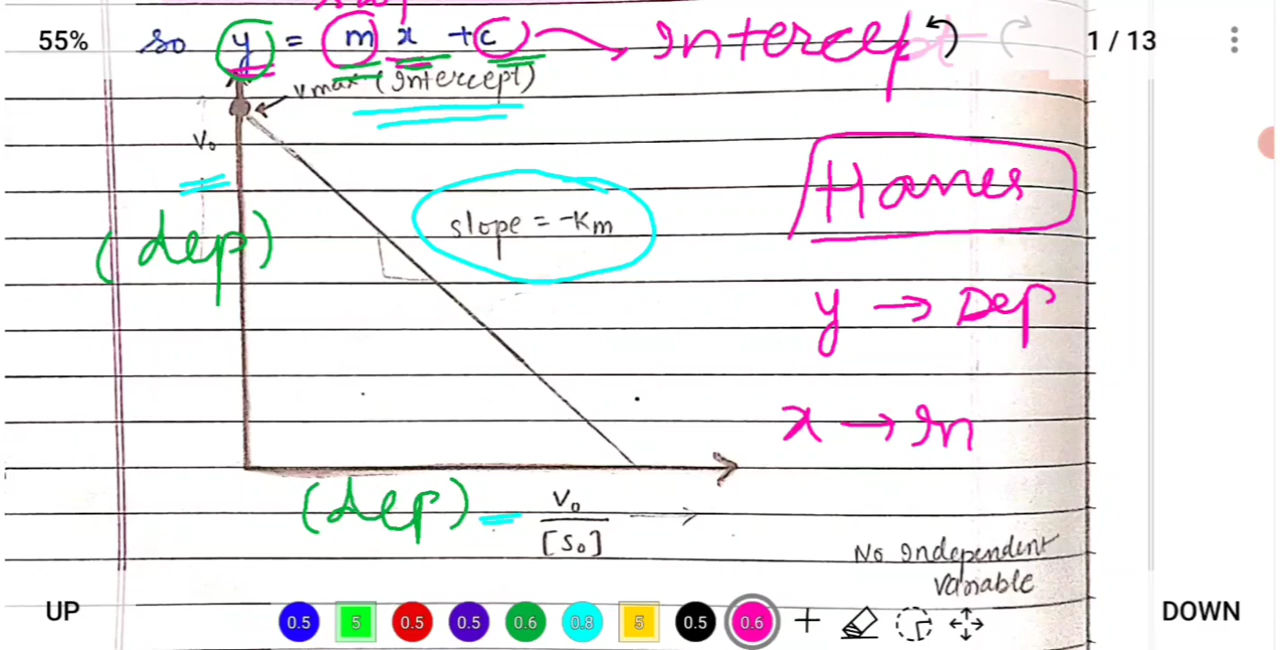 55%
so y = m x + c → Intercept
1 / 13
Vmax (Intercept)
V₀
(dep)
slope = -Km
Hanes
y → Dep
x → In
(dep)
V₀
[S₀]
No Independent
Variable
UP
0.5 5 0.5 0.5 0.6 0.8 5 0.5 0.6 +
DOWN